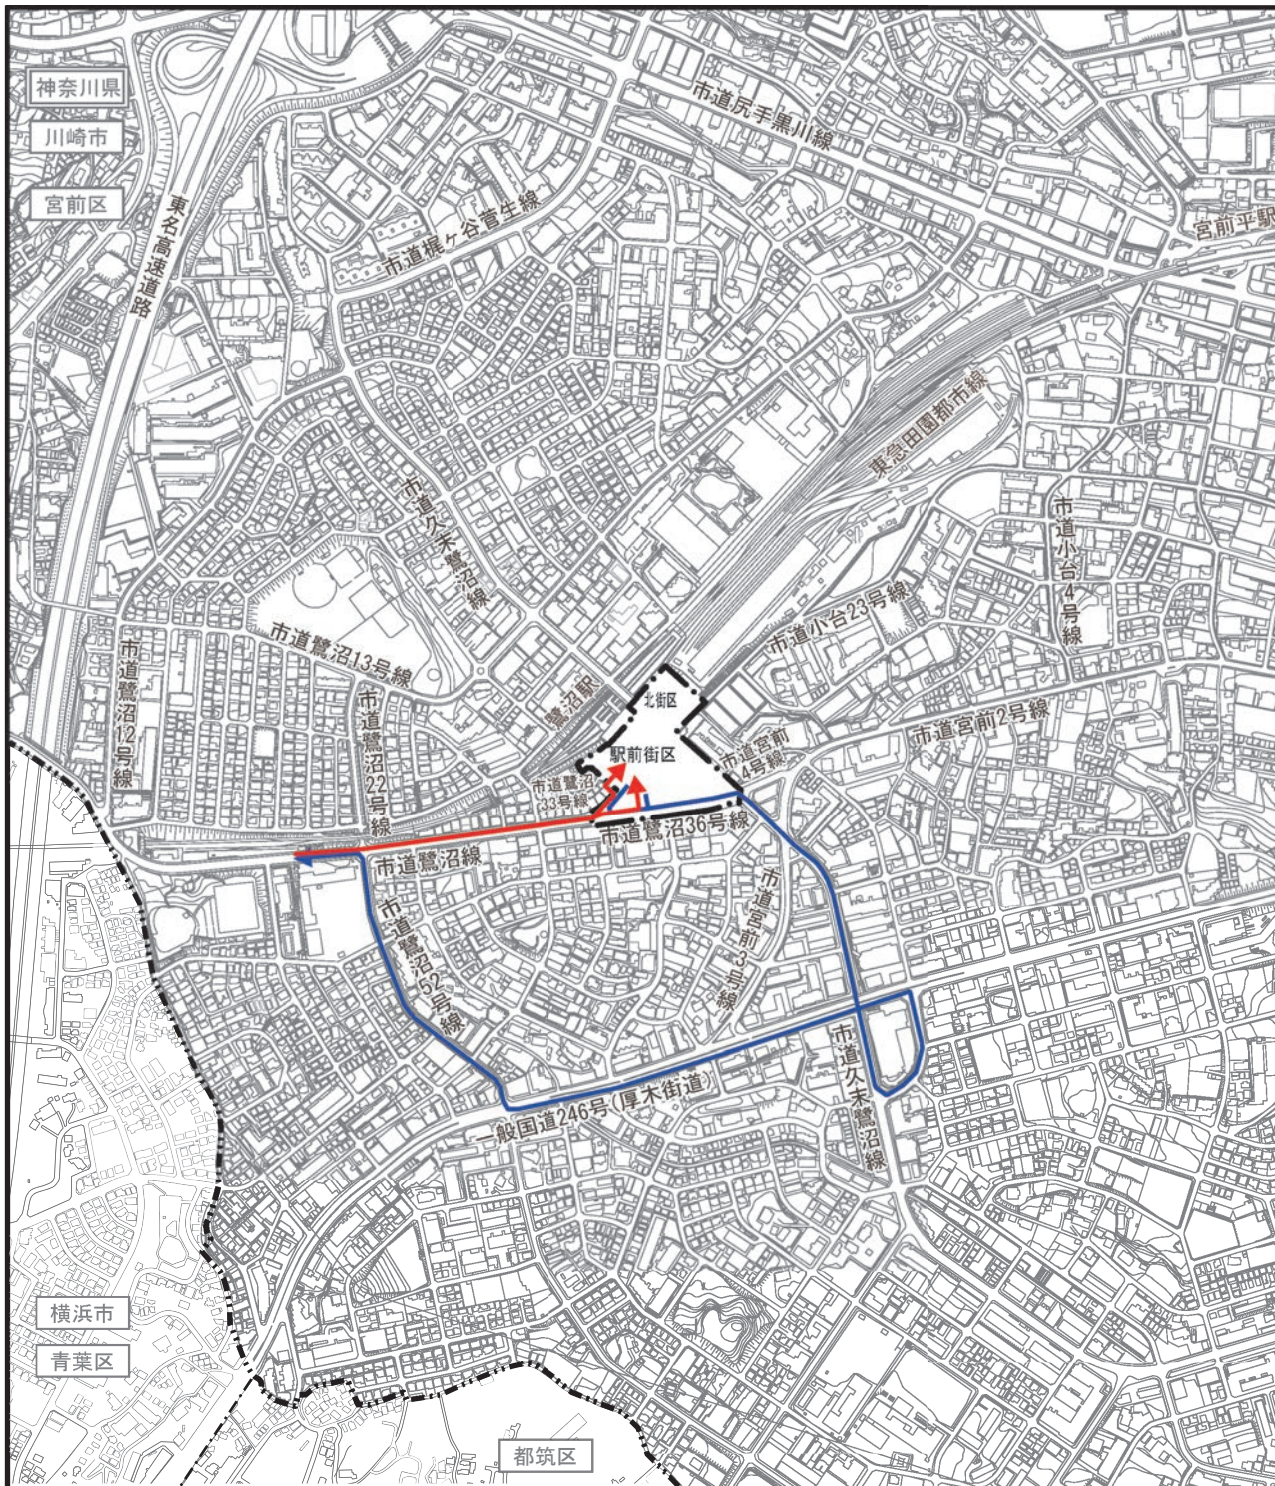 神奈川県
川崎市
宮前区
東名高速道路
市道尻手黒川線
市道梶ヶ谷菅生線
宮前平駅
東急田園都市線
市道久末鷺沼線
市道小台4号線
市道小台23号線
市道鷺沼13号線
市道鷺沼12号線
市道鷺沼22号線
鷺沼駅
北街区
駅前街区
市道宮前
4号線
市道宮前2号線
市道鷺沼
33号線
市道鷺沼36号線
市道鷺沼線
市道鷺沼52号線
市道宮前3号線
市道久末鷺沼線
一般国道246号(厚木街道)
横浜市
青葉区
都筑区